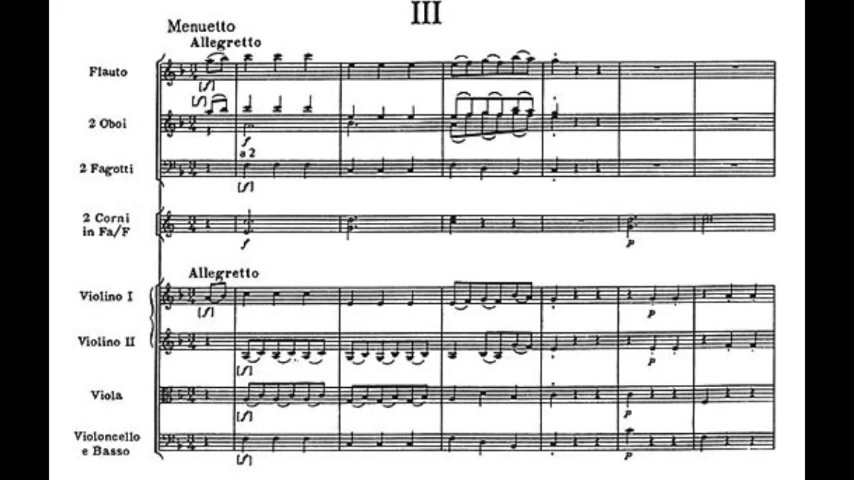 III
Menuetto
Allegretto
Flauto
[f]
[f]
2 Oboi
f
a 2
2 Fagotti
[f]
2 Corni
in Fa/F
f
p
Allegretto
Violino I
[f]
p
Violino II
[f]
p
Viola
[f]
p
Violoncello
e Basso
[f]
p